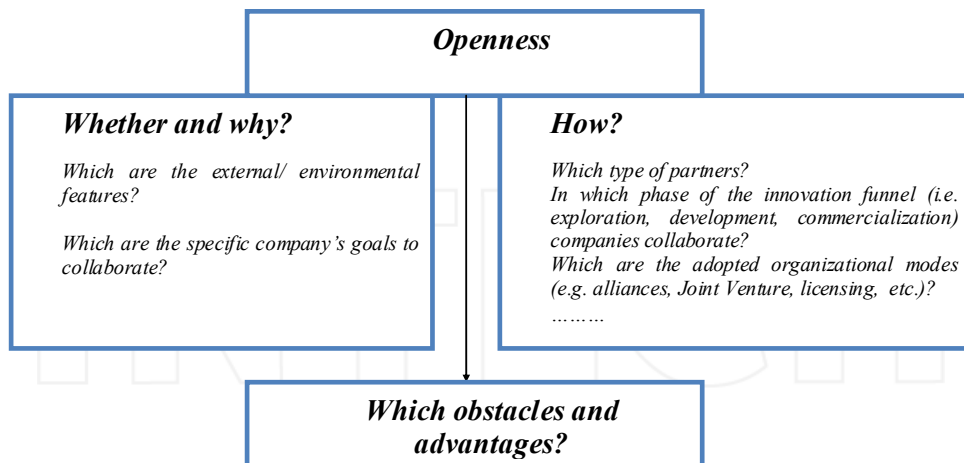 Openness
Whether and why?
Which are the external/ environmental
features?
Which are the specific company’s goals to
collaborate?
How?
Which type of partners?
In which phase of the innovation funnel (i.e.
exploration, development, commercialization)
companies collaborate?
Which are the adopted organizational modes
(e.g. alliances, Joint Venture, licensing, etc.)?
………
Which obstacles and
advantages?